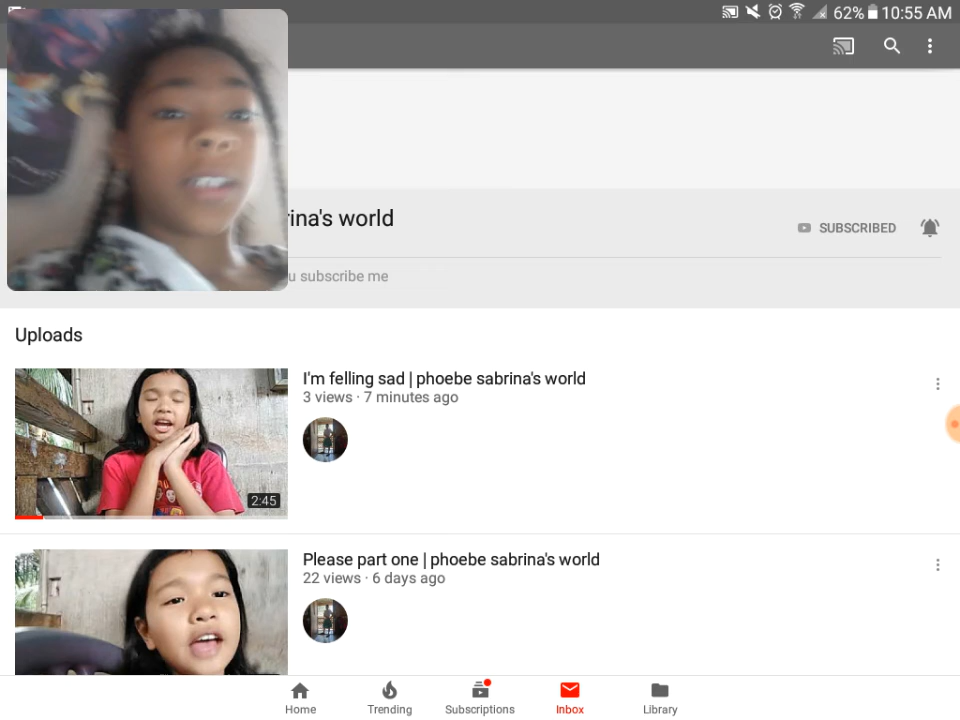 62% 10:55 AM
rina's world
SUBSCRIBED
u subscribe me
Uploads
I'm felling sad | phoebe sabrina's world
3 views · 7 minutes ago
2:45
Please part one | phoebe sabrina's world
22 views · 6 days ago
Home
Trending
Subscriptions
Inbox
Library